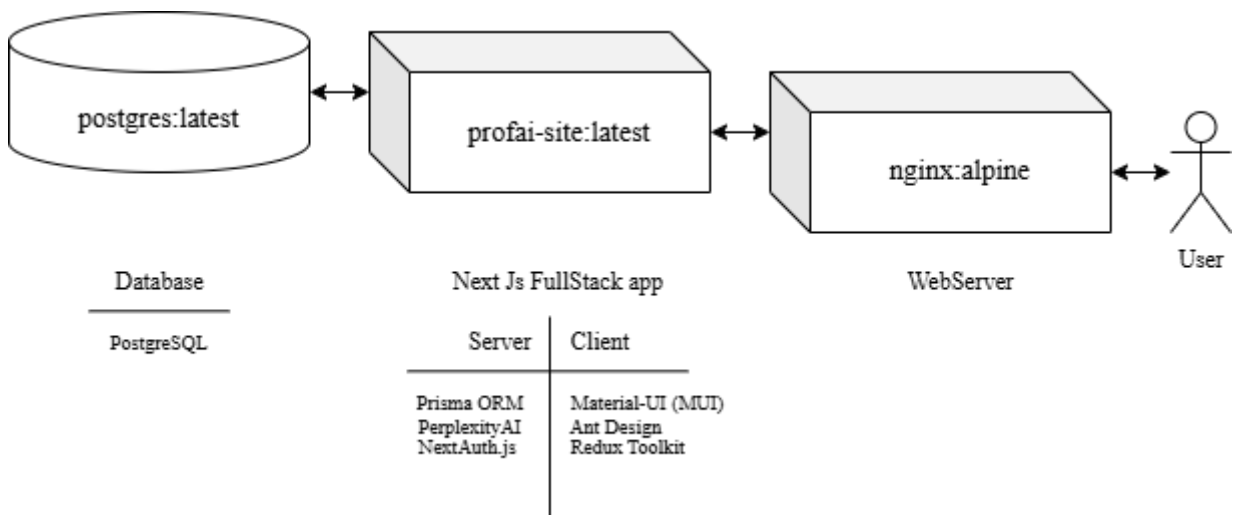 postgres:latest
profai-site:latest
nginx:alpine
User
Database
Next Js FullStack app
WebServer
PostgreSQL
Server
Client
Prisma ORM
PerplexityAI
NextAuth.js
Material-UI (MUI)
Ant Design
Redux Toolkit